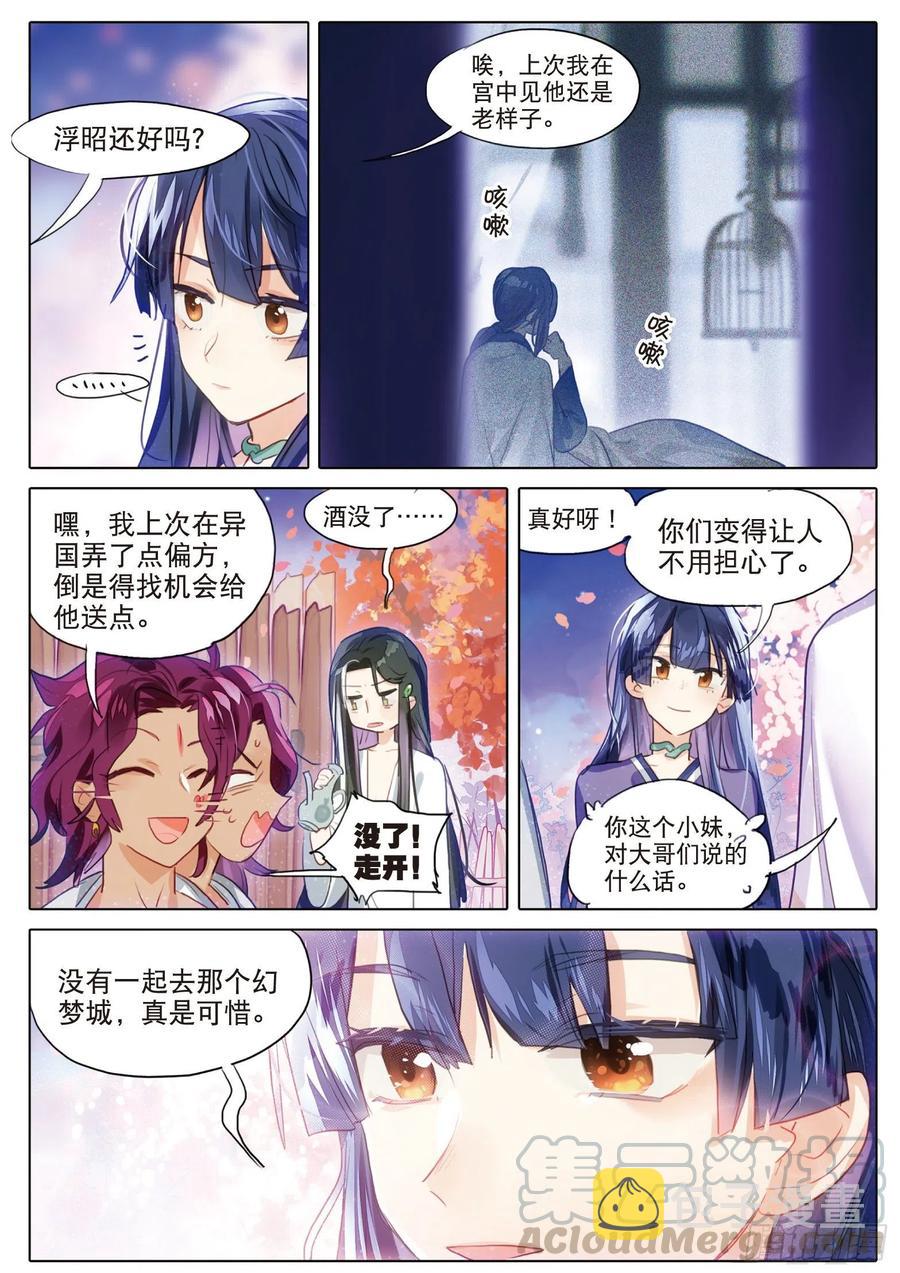 浮昭还好吗？
……
唉，上次我在
宫中见他还是
老样子。
咳
嗽
咳
嗽
嘿，我上次在异
国弄了点偏方，
倒是得找机会给
他送点。
酒没了……
没了！
走开！
真好呀！
你们变得让人
不用担心了。
你这个小妹，
对大哥们说的
什么话。
没有一起去那个幻
梦城，真是可惜。
AcloudMerge.com